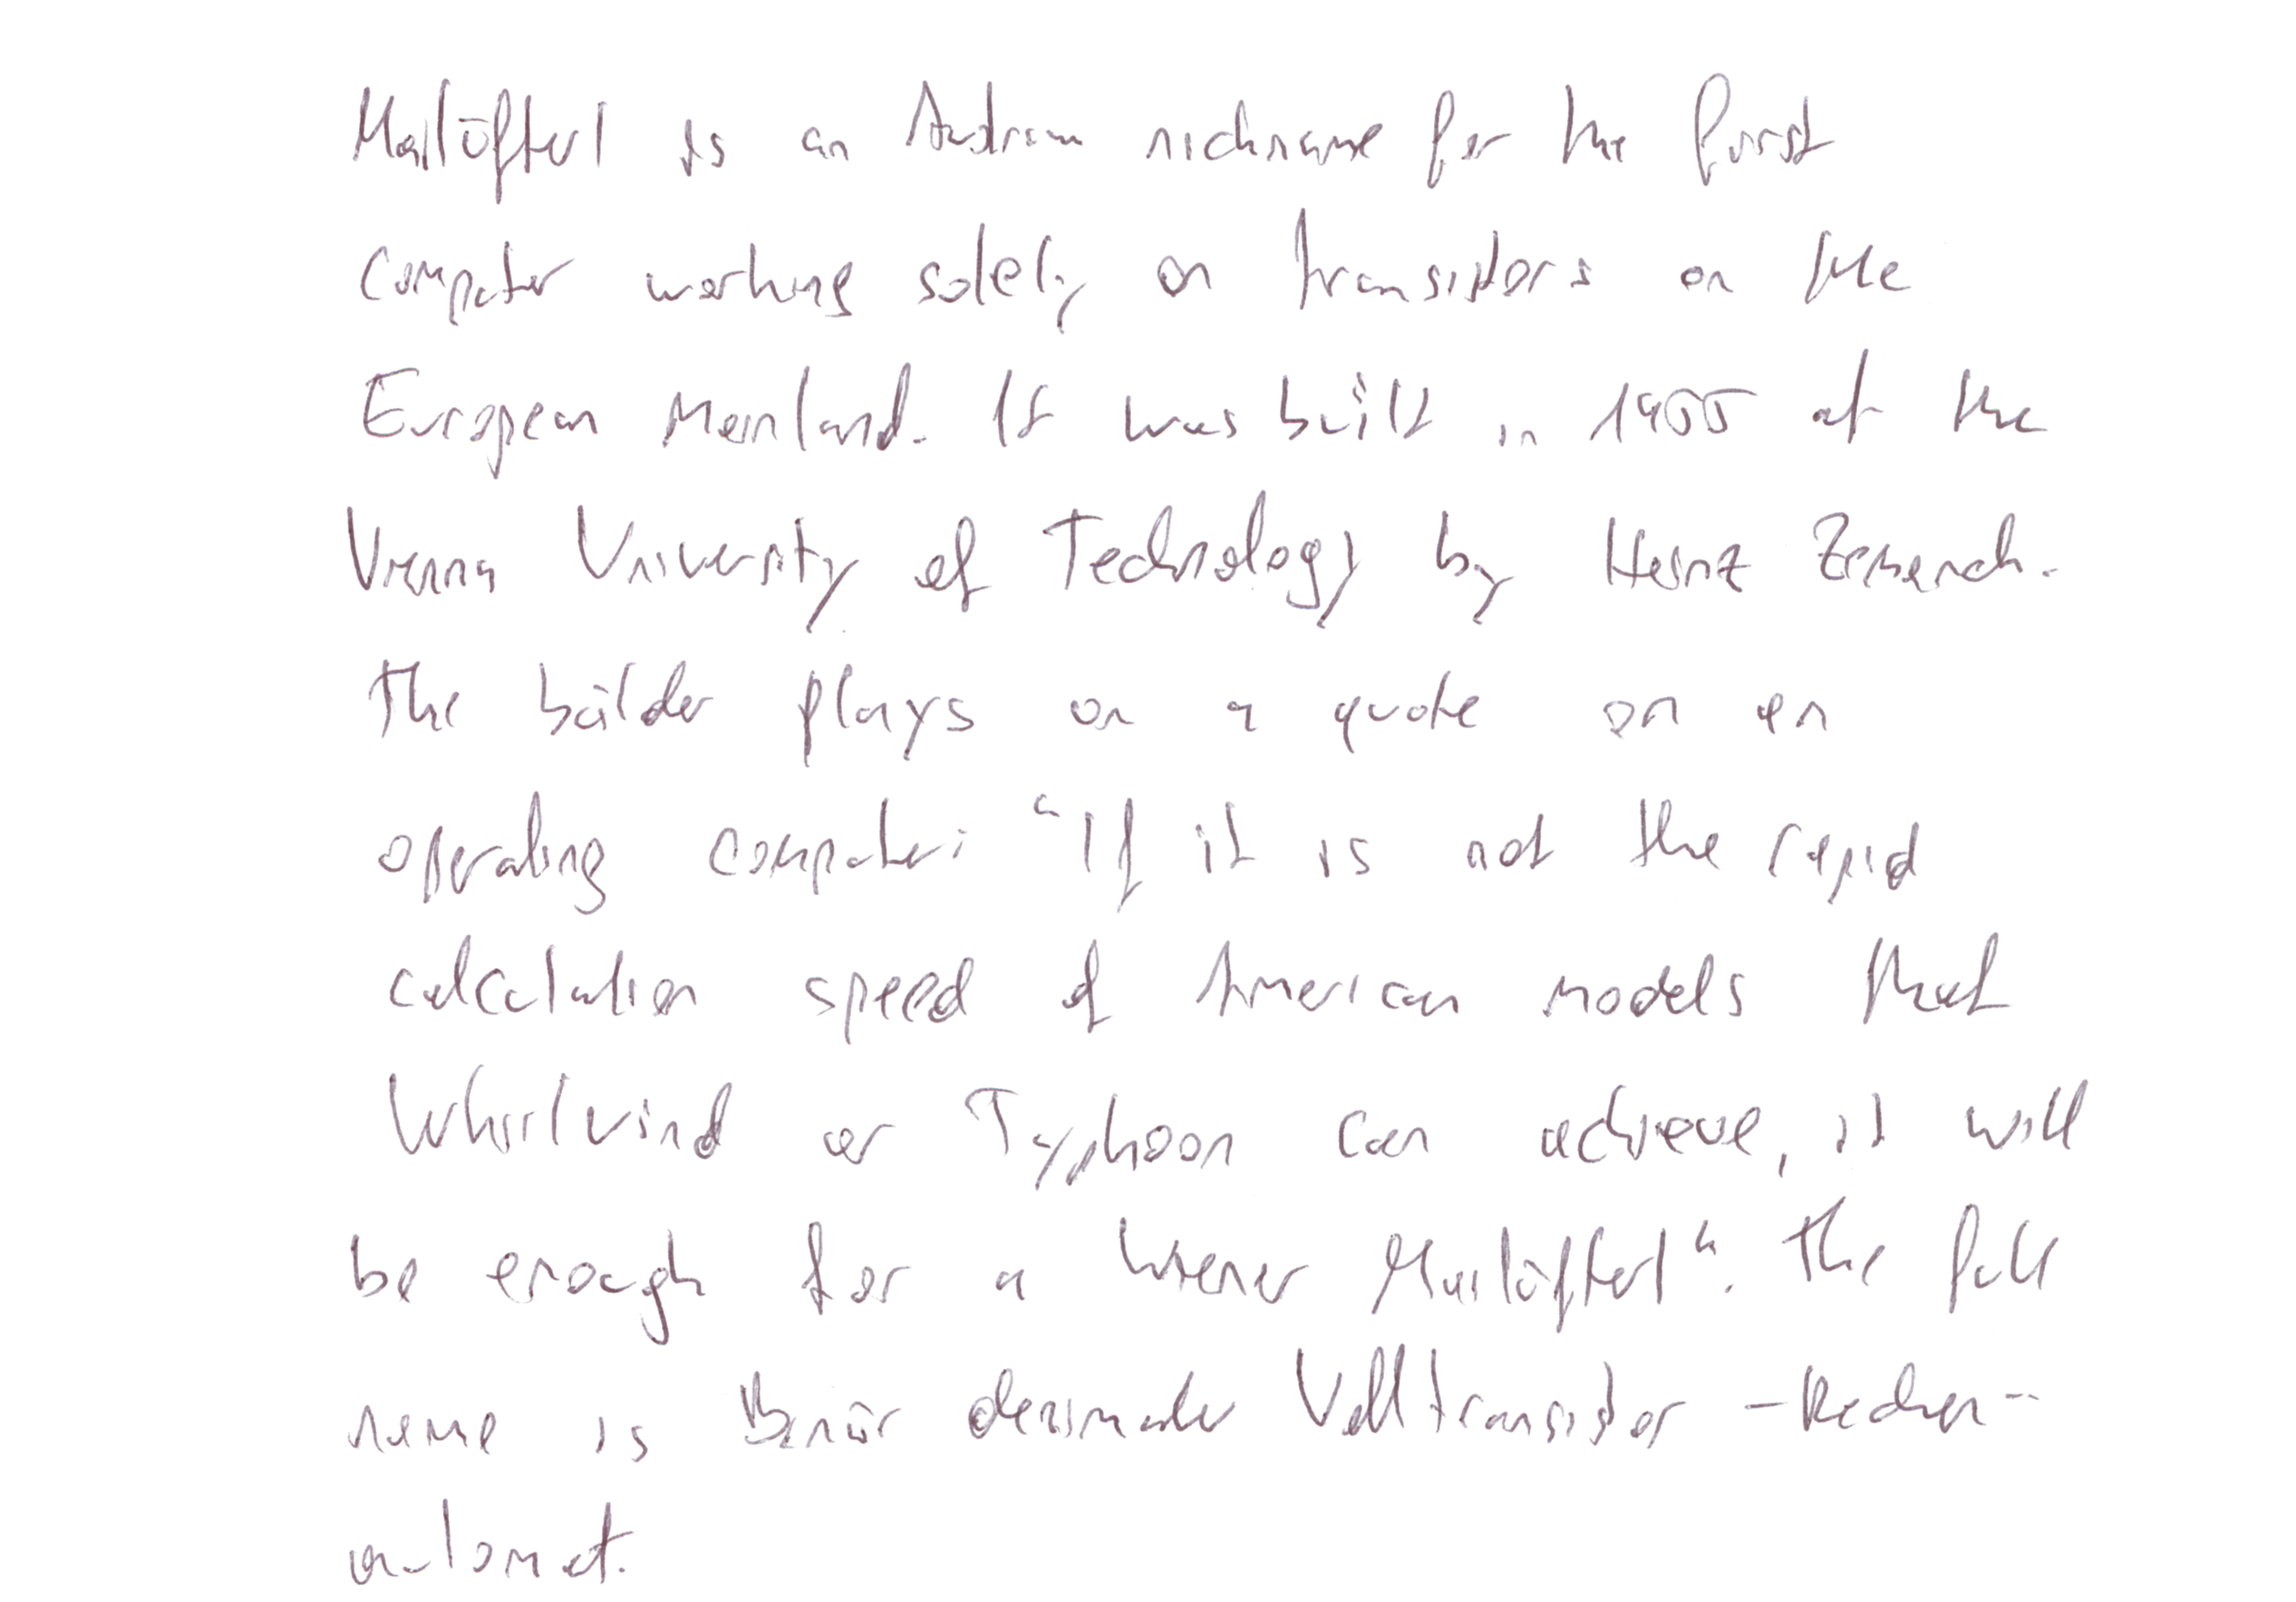 Mailüfterl is an Austrian nickname for the first
computer working solely on transistors on the
European Mainland. It was built in 1955 at the
Vienna University of Technology by Heinz Zemanek.
The builder plays on a quote on an
operating computer: "If it is not the rapid
calculation speed of American models that
Whirlwind or Typhoon can achieve, it will
be enough for a Wiener Mailüfterl". The full
name is Binär dezimaler Volltransistor-Rechen-
automat.